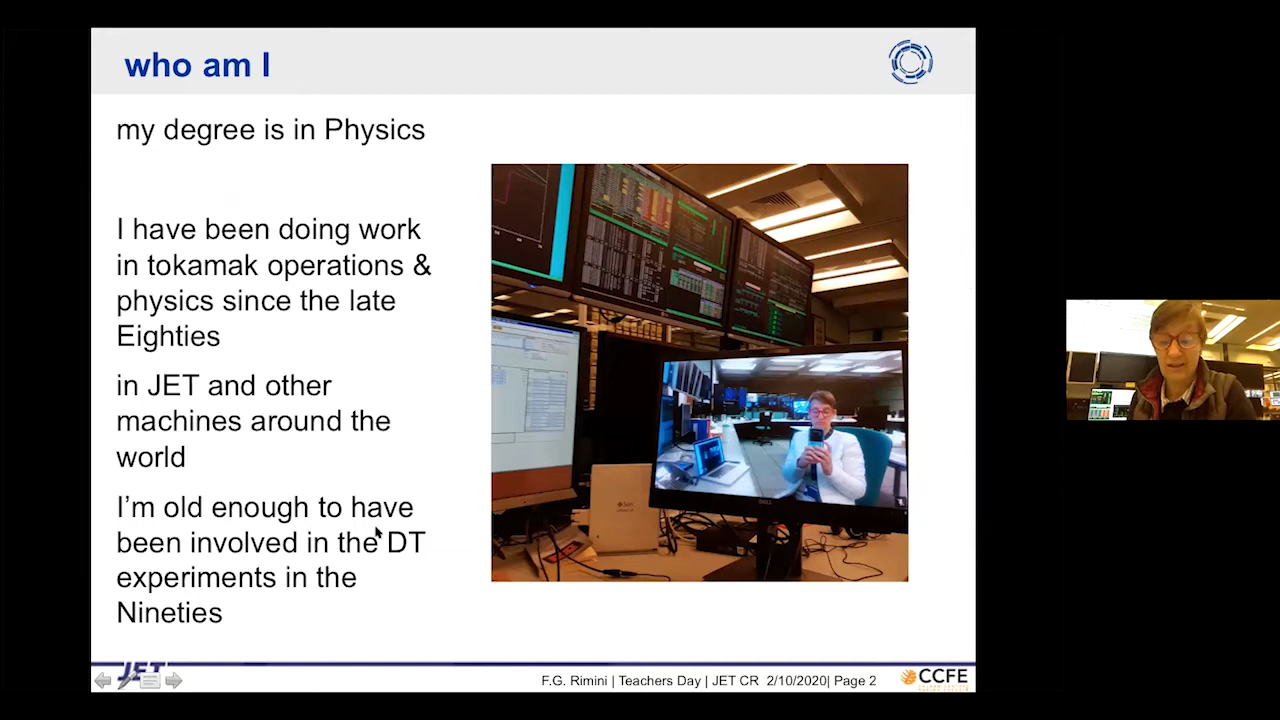 who am I
my degree is in Physics
I have been doing work
in tokamak operations &
physics since the late
Eighties
in JET and other
machines around the
world
I'm old enough to have
been involved in the DT
experiments in the
Nineties
DELL
JET
F.G. Rimini | Teachers Day | JET CR 2/10/2020| Page 2
CCFE